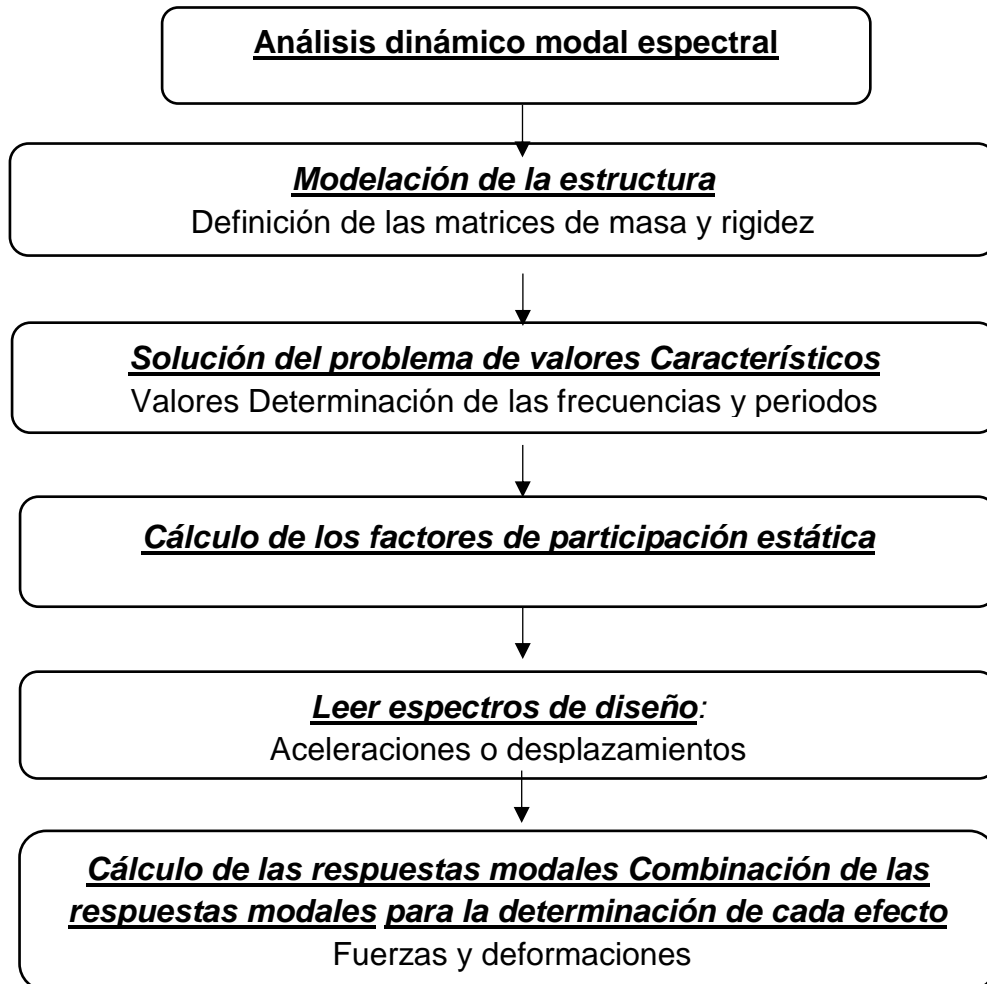 Análisis dinámico modal espectral
Modelación de la estructura
Definición de las matrices de masa y rigidez
Solución del problema de valores Característicos
Valores Determinación de las frecuencias y periodos
Cálculo de los factores de participación estática
Leer espectros de diseño:
Aceleraciones o desplazamientos
Cálculo de las respuestas modales Combinación de las
respuestas modales para la determinación de cada efecto
Fuerzas y deformaciones